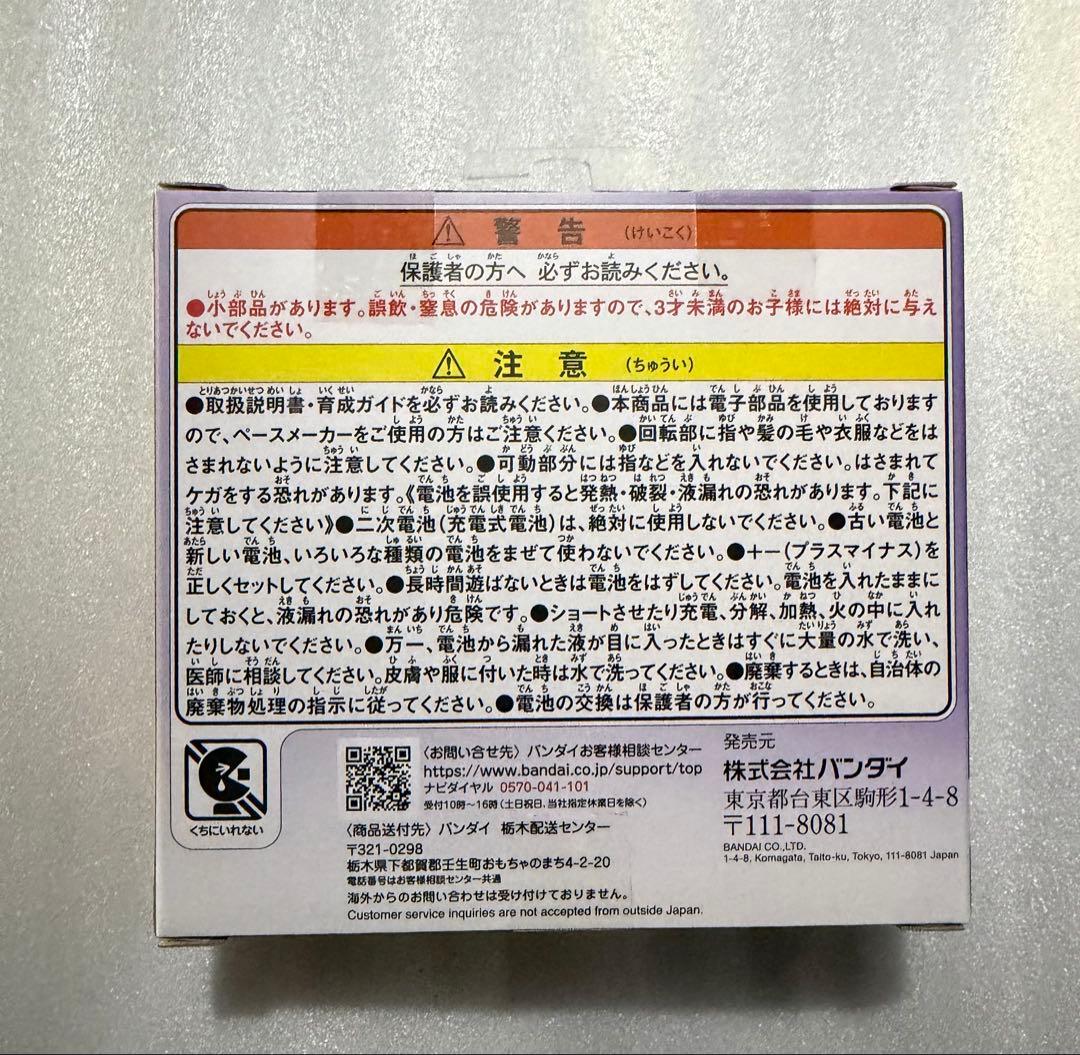 警告 (けいこく)
保護者の方へ 必ずお読みください。
●小部品があります。誤飲・窒息の危険がありますので、3才未満のお子様には絶対に与え
ないでください。
注意 (ちゅうい)
●取扱説明書・育成ガイドを必ずお読みください。●本商品には電子部品を使用しております
ので、ペースメーカーをご使用の方はご注意ください。●回転部に指や髪の毛や衣服などをは
さまれないように注意してください。●可動部分には指などを入れないでください。はさまれて
ケガをする恐れがあります。《電池を誤使用すると発熱・破裂・液漏れの恐れがあります。下記に
注意してください》●二次電池(充電式電池)は、絶対に使用しないでください。●古い電池と
新しい電池、いろいろな種類の電池をまぜて使わないでください。●+-(プラスマイナス)を
正しくセットしてください。●長時間遊ばないときは電池をはずしてください。電池を入れたままに
しておくと、液漏れの恐れがあり危険です。●ショートさせたり充電、分解、加熱、火の中に入れ
たりしないでください。●万一、電池から漏れた液が目に入ったときはすぐに大量の水で洗い、
医師に相談してください。皮膚や服に付いた時は水で洗ってください。●廃棄するときは、自治体の
廃棄物処理の指示に従ってください。●電池の交換は保護者の方が行ってください。
くちにいれない
〈お問い合せ先〉バンダイお客様相談センター
https://www.bandai.co.jp/support/top
ナビダイヤル 0570-041-101
受付10時~16時(土日祝日、当社指定休業日を除く)
〈商品送付先〉バンダイ 栃木配送センター
〒321-0298
栃木県下都賀郡壬生町おもちゃのまち4-2-20
電話番号はお客様相談センター共通
海外からのお問い合わせは受け付けておりません。
Customer service inquiries are not accepted from outside Japan.
発売元
株式会社バンダイ
東京都台東区駒形1-4-8
〒111-8081
BANDAI CO.,LTD.
1-4-8, Komagata, Taito-ku, Tokyo, 111-8081 Japan